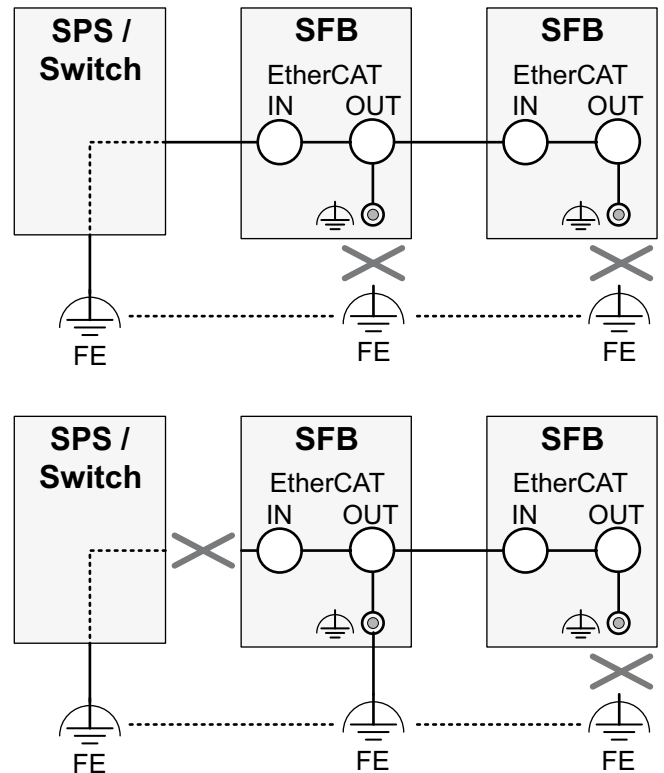 SPS /
Switch
SFB
EtherCAT
IN OUT
SFB
EtherCAT
IN OUT
FE
FE
FE
SPS /
Switch
SFB
EtherCAT
IN OUT
SFB
EtherCAT
IN OUT
FE
FE
FE